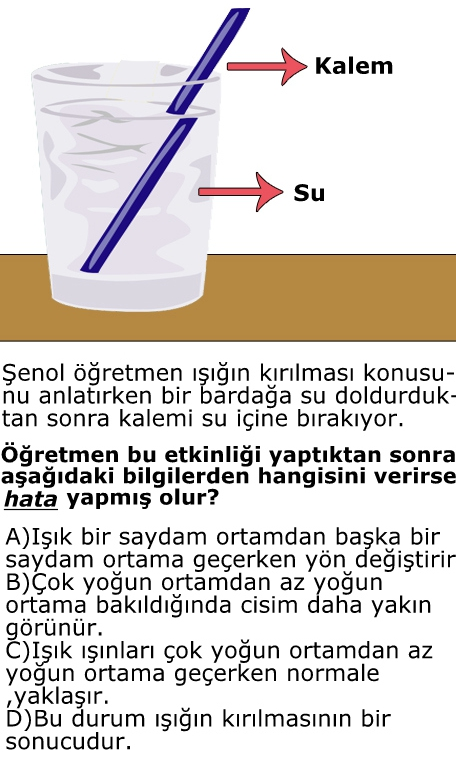 Kalem
Su
Şenol öğretmen ışığın kırılması konusu-
nu anlatırken bir bardağa su doldurduk-
tan sonra kalemi su içine bırakıyor.
Öğretmen bu etkinliği yaptıktan sonra
aşağıdaki bilgilerden hangisini verirse
hata yapmış olur?
A)Işık bir saydam ortamdan başka bir
saydam ortama geçerken yön değiştirir
B)Çok yoğun ortamdan az yoğun
ortama bakıldığında cisim daha yakın
görünür.
C)Işık ışınları çok yoğun ortamdan az
yoğun ortama geçerken normale
,yaklaşır.
D)Bu durum ışığın kırılmasının bir
sonucudur.